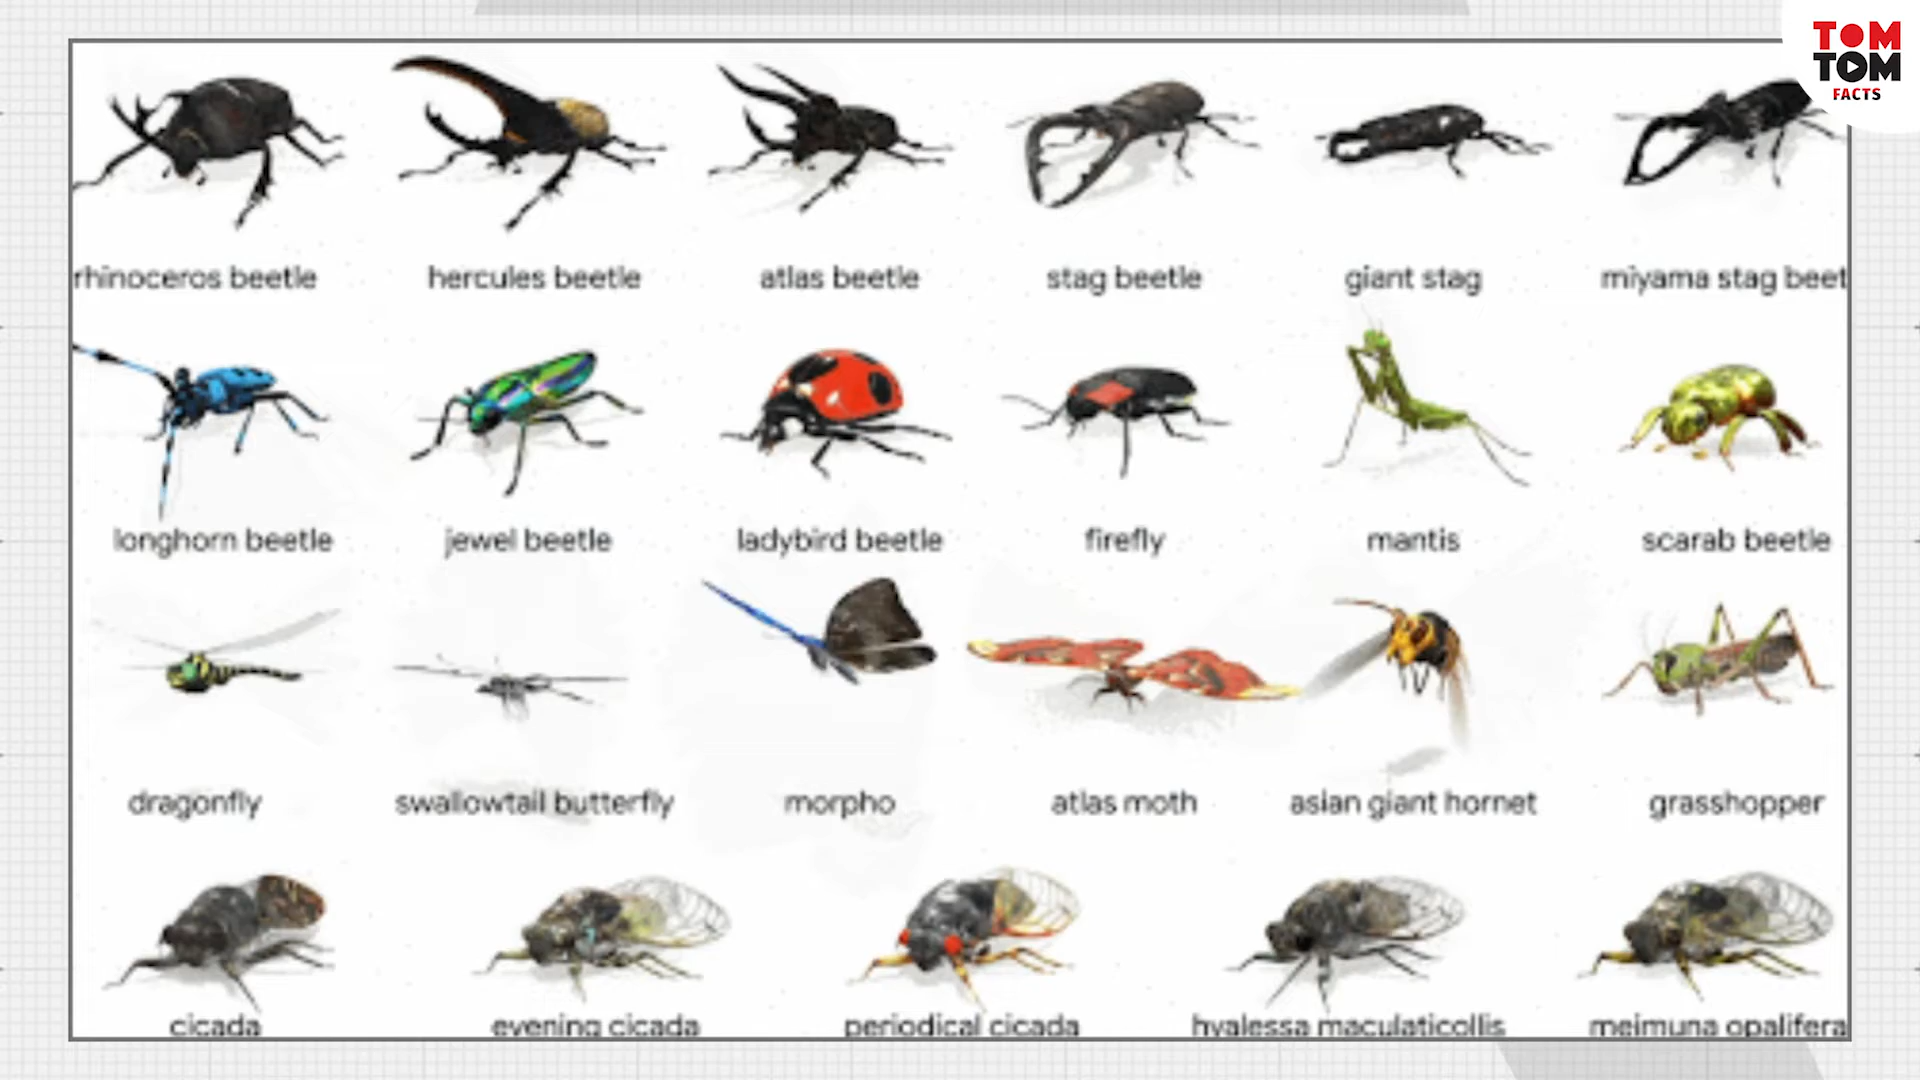 TOM
TOM
FACTS
rhinoceros beetle hercules beetle atlas beetle stag beetle giant stag miyama stag beet
longhorn beetle jewel beetle ladybird beetle firefly mantis scarab beetle
dragonfly swallowtail butterfly morpho atlas moth asian giant hornet grasshopper
cicada evening cicada periodical cicada hyalessa maculaticollis meimuna opalifera